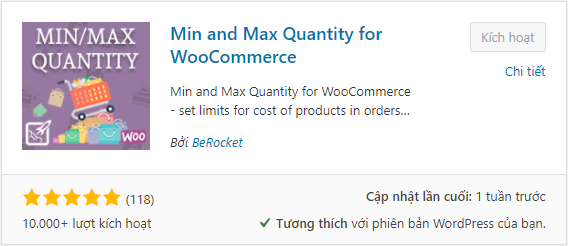 MIN/MAX
QUANTITY
WOO
Min and Max Quantity for
WooCommerce
Kích hoạt
Chi tiết
Min and Max Quantity for WooCommerce
- set limits for cost of products in orders...
Bởi BeRocket
(118)
Cập nhật lần cuối: 1 tuần trước
10.000+ lượt kích hoạt
Tương thích với phiên bản WordPress của bạn.